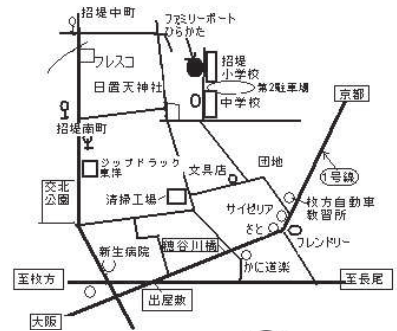 招堤中町
ファミリーポート
ひらかた
フレスコ
招堤
小学校
日置天神社
第2駐車場
中学校
京都
招堤南町
ジップドラック
東洋
文具店
団地
1号線
交北
公園
清掃工場
サイゼリア
枚方自動車
教習所
さと
フレンドリー
新生病院
穂谷川橋
かに道楽
至枚方
至長尾
出屋敷
大阪